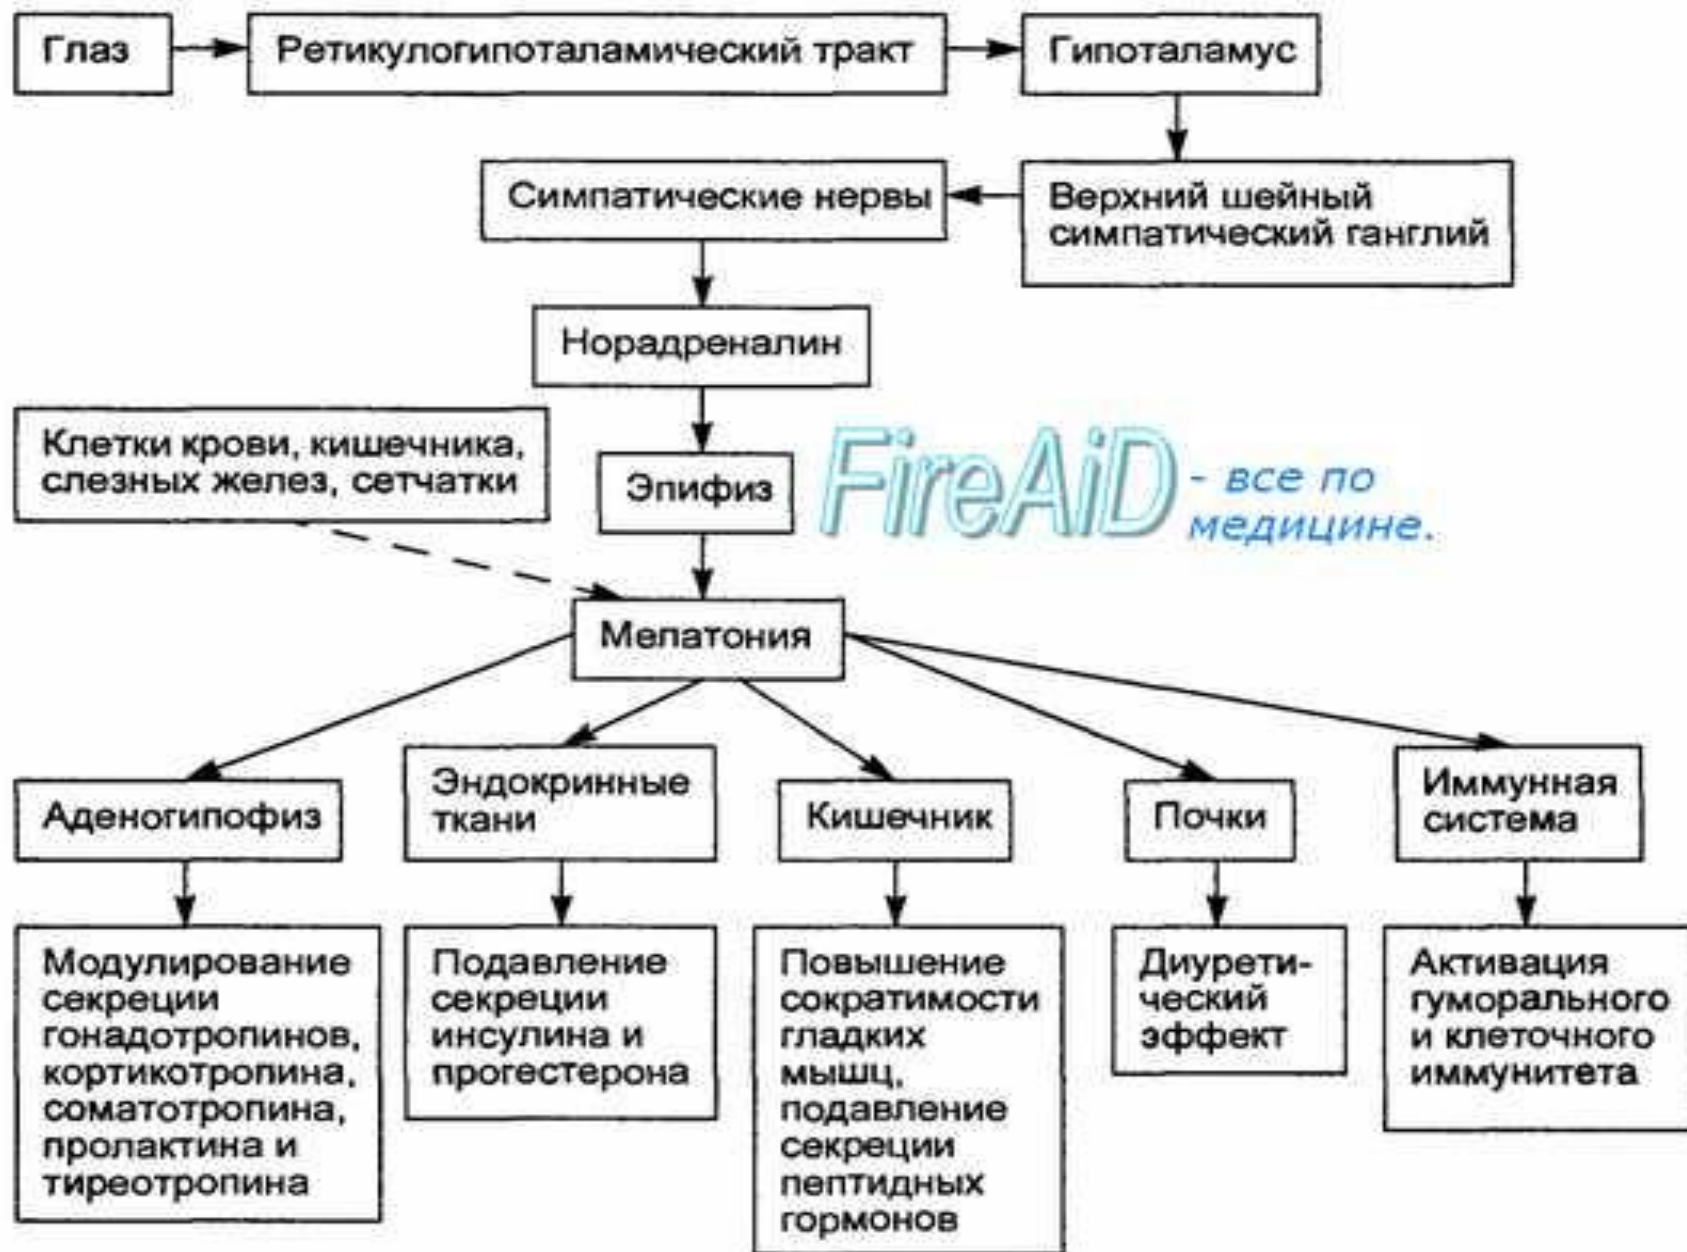 Глаз
Ретикулогипоталамический тракт
Гипоталамус
Симпатические нервы
Верхний шейный
симпатический ганглий
Норадреналин
Клетки крови, кишечника,
слезных желез, сетчатки
Эпифиз
FireAiD - все по
медицине.
Мелатония
Аденогипофиз
Эндокринные
ткани
Кишечник
Почки
Иммунная
система
Модулирование
секреции
гонадотропинов,
кортикотропина,
соматотропина,
пролактина и
тиреотропина
Подавление
секреции
инсулина и
прогестерона
Повышение
сократимости
гладких
мышц,
подавление
секреции
пептидных
гормонов
Диурети-
ческий
эффект
Активация
гуморального
и клеточного
иммунитета